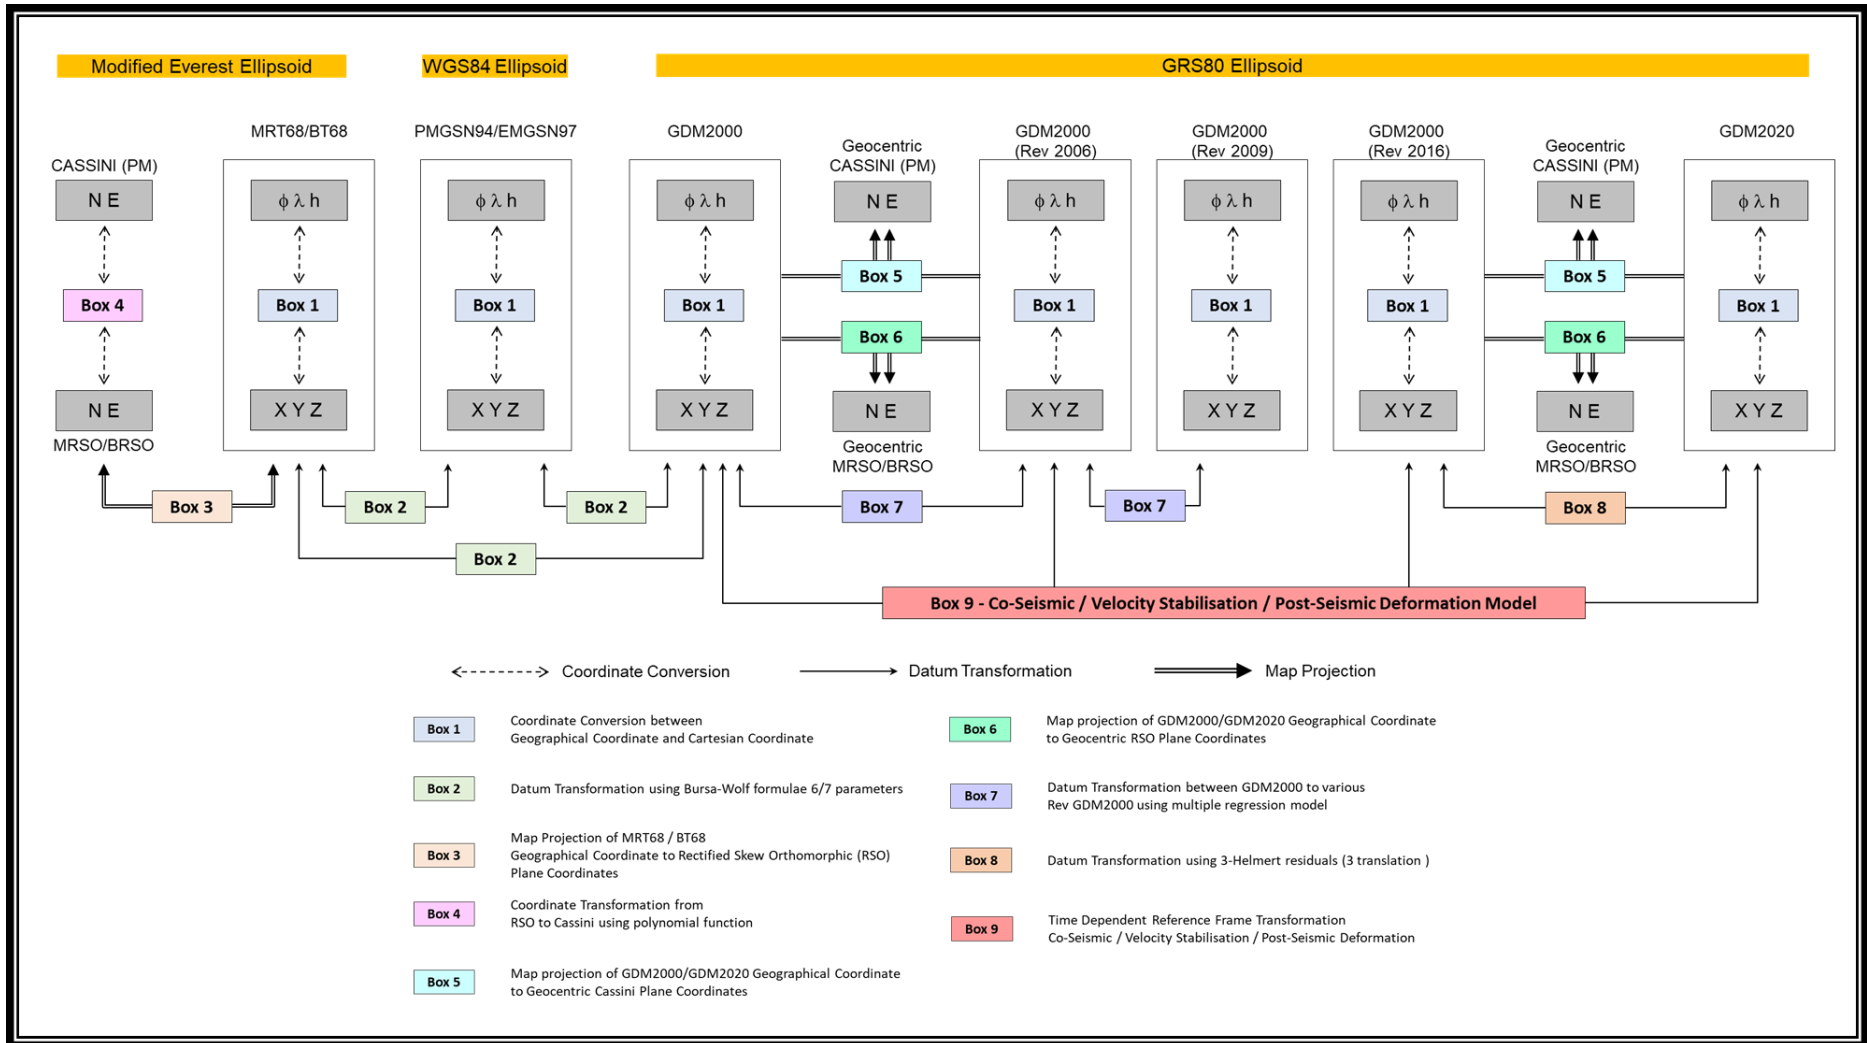 Modified Everest Ellipsoid
WGS84 Ellipsoid
GRS80 Ellipsoid
MRT68/BT68
PMGSN94/EMGSN97
GDM2000
Geocentric
CASSINI (PM)
GDM2000
(Rev 2006)
GDM2000
(Rev 2009)
GDM2000
(Rev 2016)
Geocentric
CASSINI (PM)
GDM2020
CASSINI (PM)
N E
ϕ λ h
ϕ λ h
ϕ λ h
N E
ϕ λ h
ϕ λ h
ϕ λ h
N E
ϕ λ h
Box 5
Box 5
Box 4
Box 1
Box 1
Box 1
Box 1
Box 1
Box 1
Box 1
Box 6
Box 6
N E
X Y Z
X Y Z
X Y Z
N E
X Y Z
X Y Z
X Y Z
N E
X Y Z
MRSO/BRSO
Geocentric
MRSO/BRSO
Geocentric
MRSO/BRSO
Box 3
Box 2
Box 2
Box 7
Box 7
Box 8
Box 2
Box 9 - Co-Seismic / Velocity Stabilisation / Post-Seismic Deformation Model
Coordinate Conversion
Datum Transformation
Map Projection
Box 1
Coordinate Conversion between
Geographical Coordinate and Cartesian Coordinate
Box 2
Datum Transformation using Bursa-Wolf formulae 6/7 parameters
Box 3
Map Projection of MRT68 / BT68
Geographical Coordinate to Rectified Skew Orthomorphic (RSO)
Plane Coordinates
Box 4
Coordinate Transformation from
RSO to Cassini using polynomial function
Box 5
Map projection of GDM2000/GDM2020 Geographical Coordinate
to Geocentric Cassini Plane Coordinates
Box 6
Map projection of GDM2000/GDM2020 Geographical Coordinate
to Geocentric RSO Plane Coordinates
Box 7
Datum Transformation between GDM2000 to various
Rev GDM2000 using multiple regression model
Box 8
Datum Transformation using 3-Helmert residuals (3 translation )
Box 9
Time Dependent Reference Frame Transformation
Co-Seismic / Velocity Stabilisation / Post-Seismic Deformation